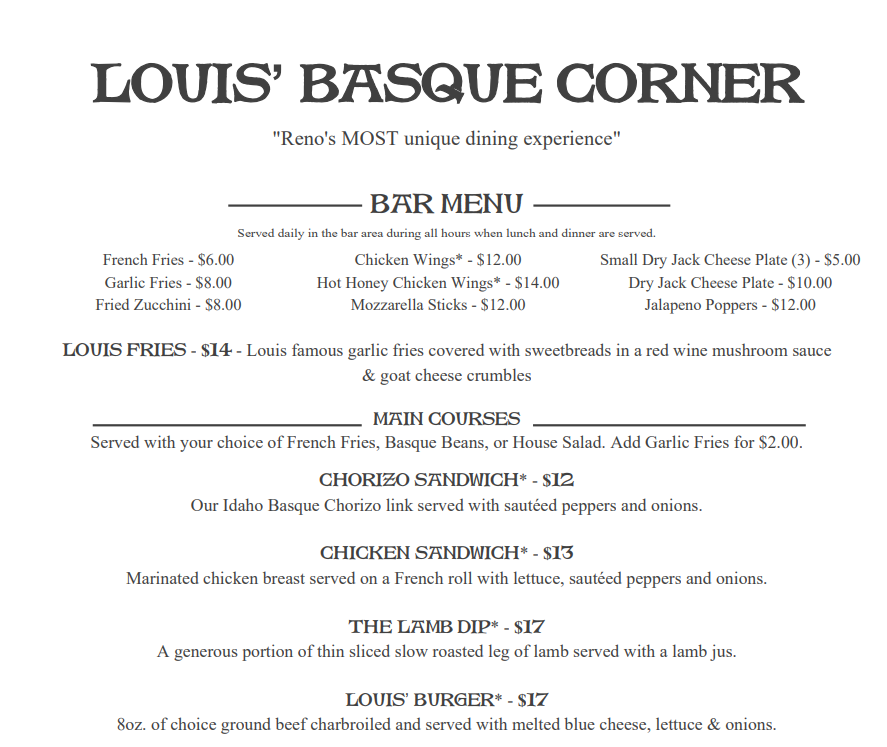 LOUIS' BASQUE CORNER
"Reno's MOST unique dining experience"
BAR MENU
Served daily in the bar area during all hours when lunch and dinner are served.
French Fries - $6.00
Garlic Fries - $8.00
Fried Zucchini - $8.00
Chicken Wings* - $12.00
Hot Honey Chicken Wings* - $14.00
Mozzarella Sticks - $12.00
Small Dry Jack Cheese Plate (3) - $5.00
Dry Jack Cheese Plate - $10.00
Jalapeno Poppers - $12.00
LOUIS FRIES - $14 - Louis famous garlic fries covered with sweetbreads in a red wine mushroom sauce
& goat cheese crumbles
MAIN COURSES
Served with your choice of French Fries, Basque Beans, or House Salad. Add Garlic Fries for $2.00.
CHORIZO SANDWICH* - $12
Our Idaho Basque Chorizo link served with sautéed peppers and onions.
CHICKEN SANDWICH* - $13
Marinated chicken breast served on a French roll with lettuce, sautéed peppers and onions.
THE LAMB DIP* - $17
A generous portion of thin sliced slow roasted leg of lamb served with a lamb jus.
LOUIS' BURGER* - $17
8oz. of choice ground beef charbroiled and served with melted blue cheese, lettuce & onions.